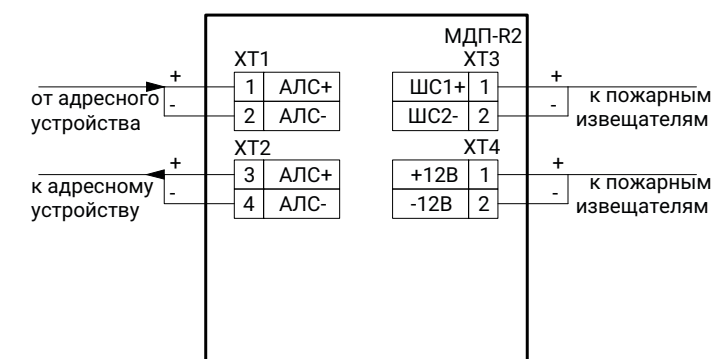 МДП-R2
XT1
+
1 АЛС+
от адресного
-
2 АЛС-
устройства
XT2
+
3 АЛС+
к адресному
-
4 АЛС-
устройству
XT3
ШС1+ 1
+
к пожарным
ШС2- 2
-
извещателям
XT4
+12В 1
+
к пожарным
-12В 2
-
извещателям